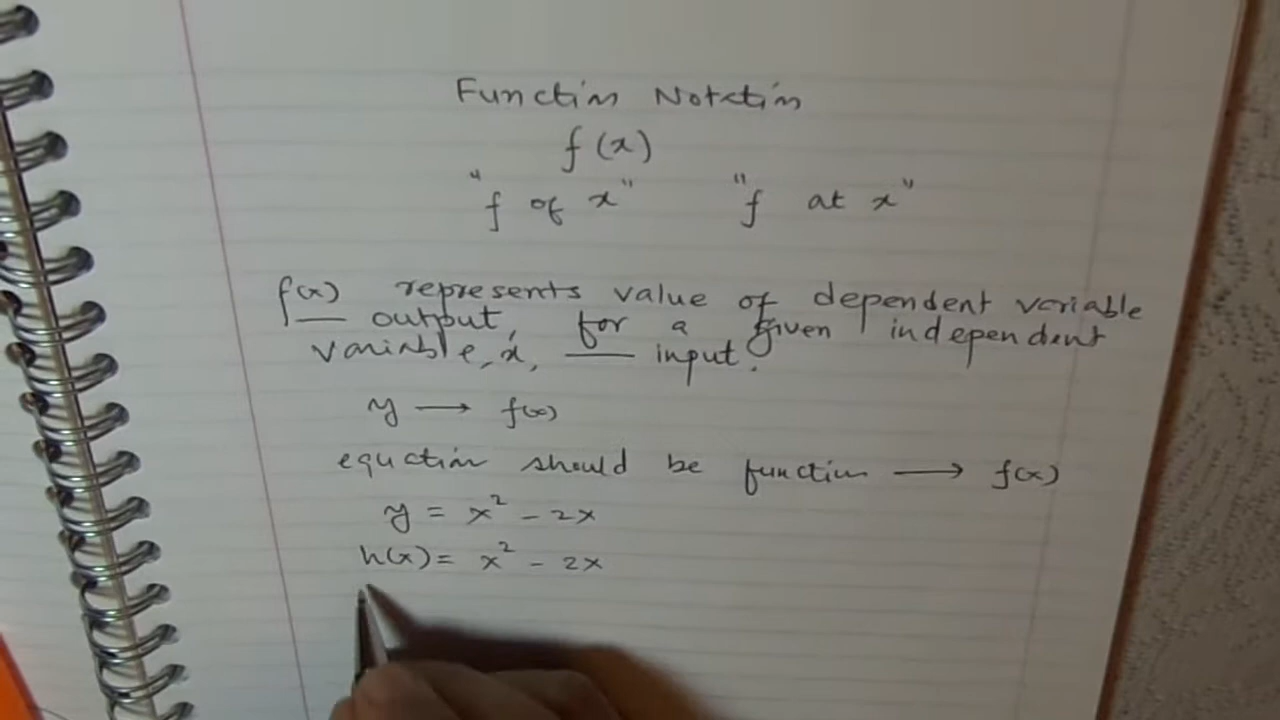 Function Notation
f(x)
"f of x" "f at x"
f(x) represents value of dependent variable
— output, for a given independent
variable, x, — input.
y → f(x)
equation should be function → f(x)
y = x² - 2x
h(x) = x² - 2x